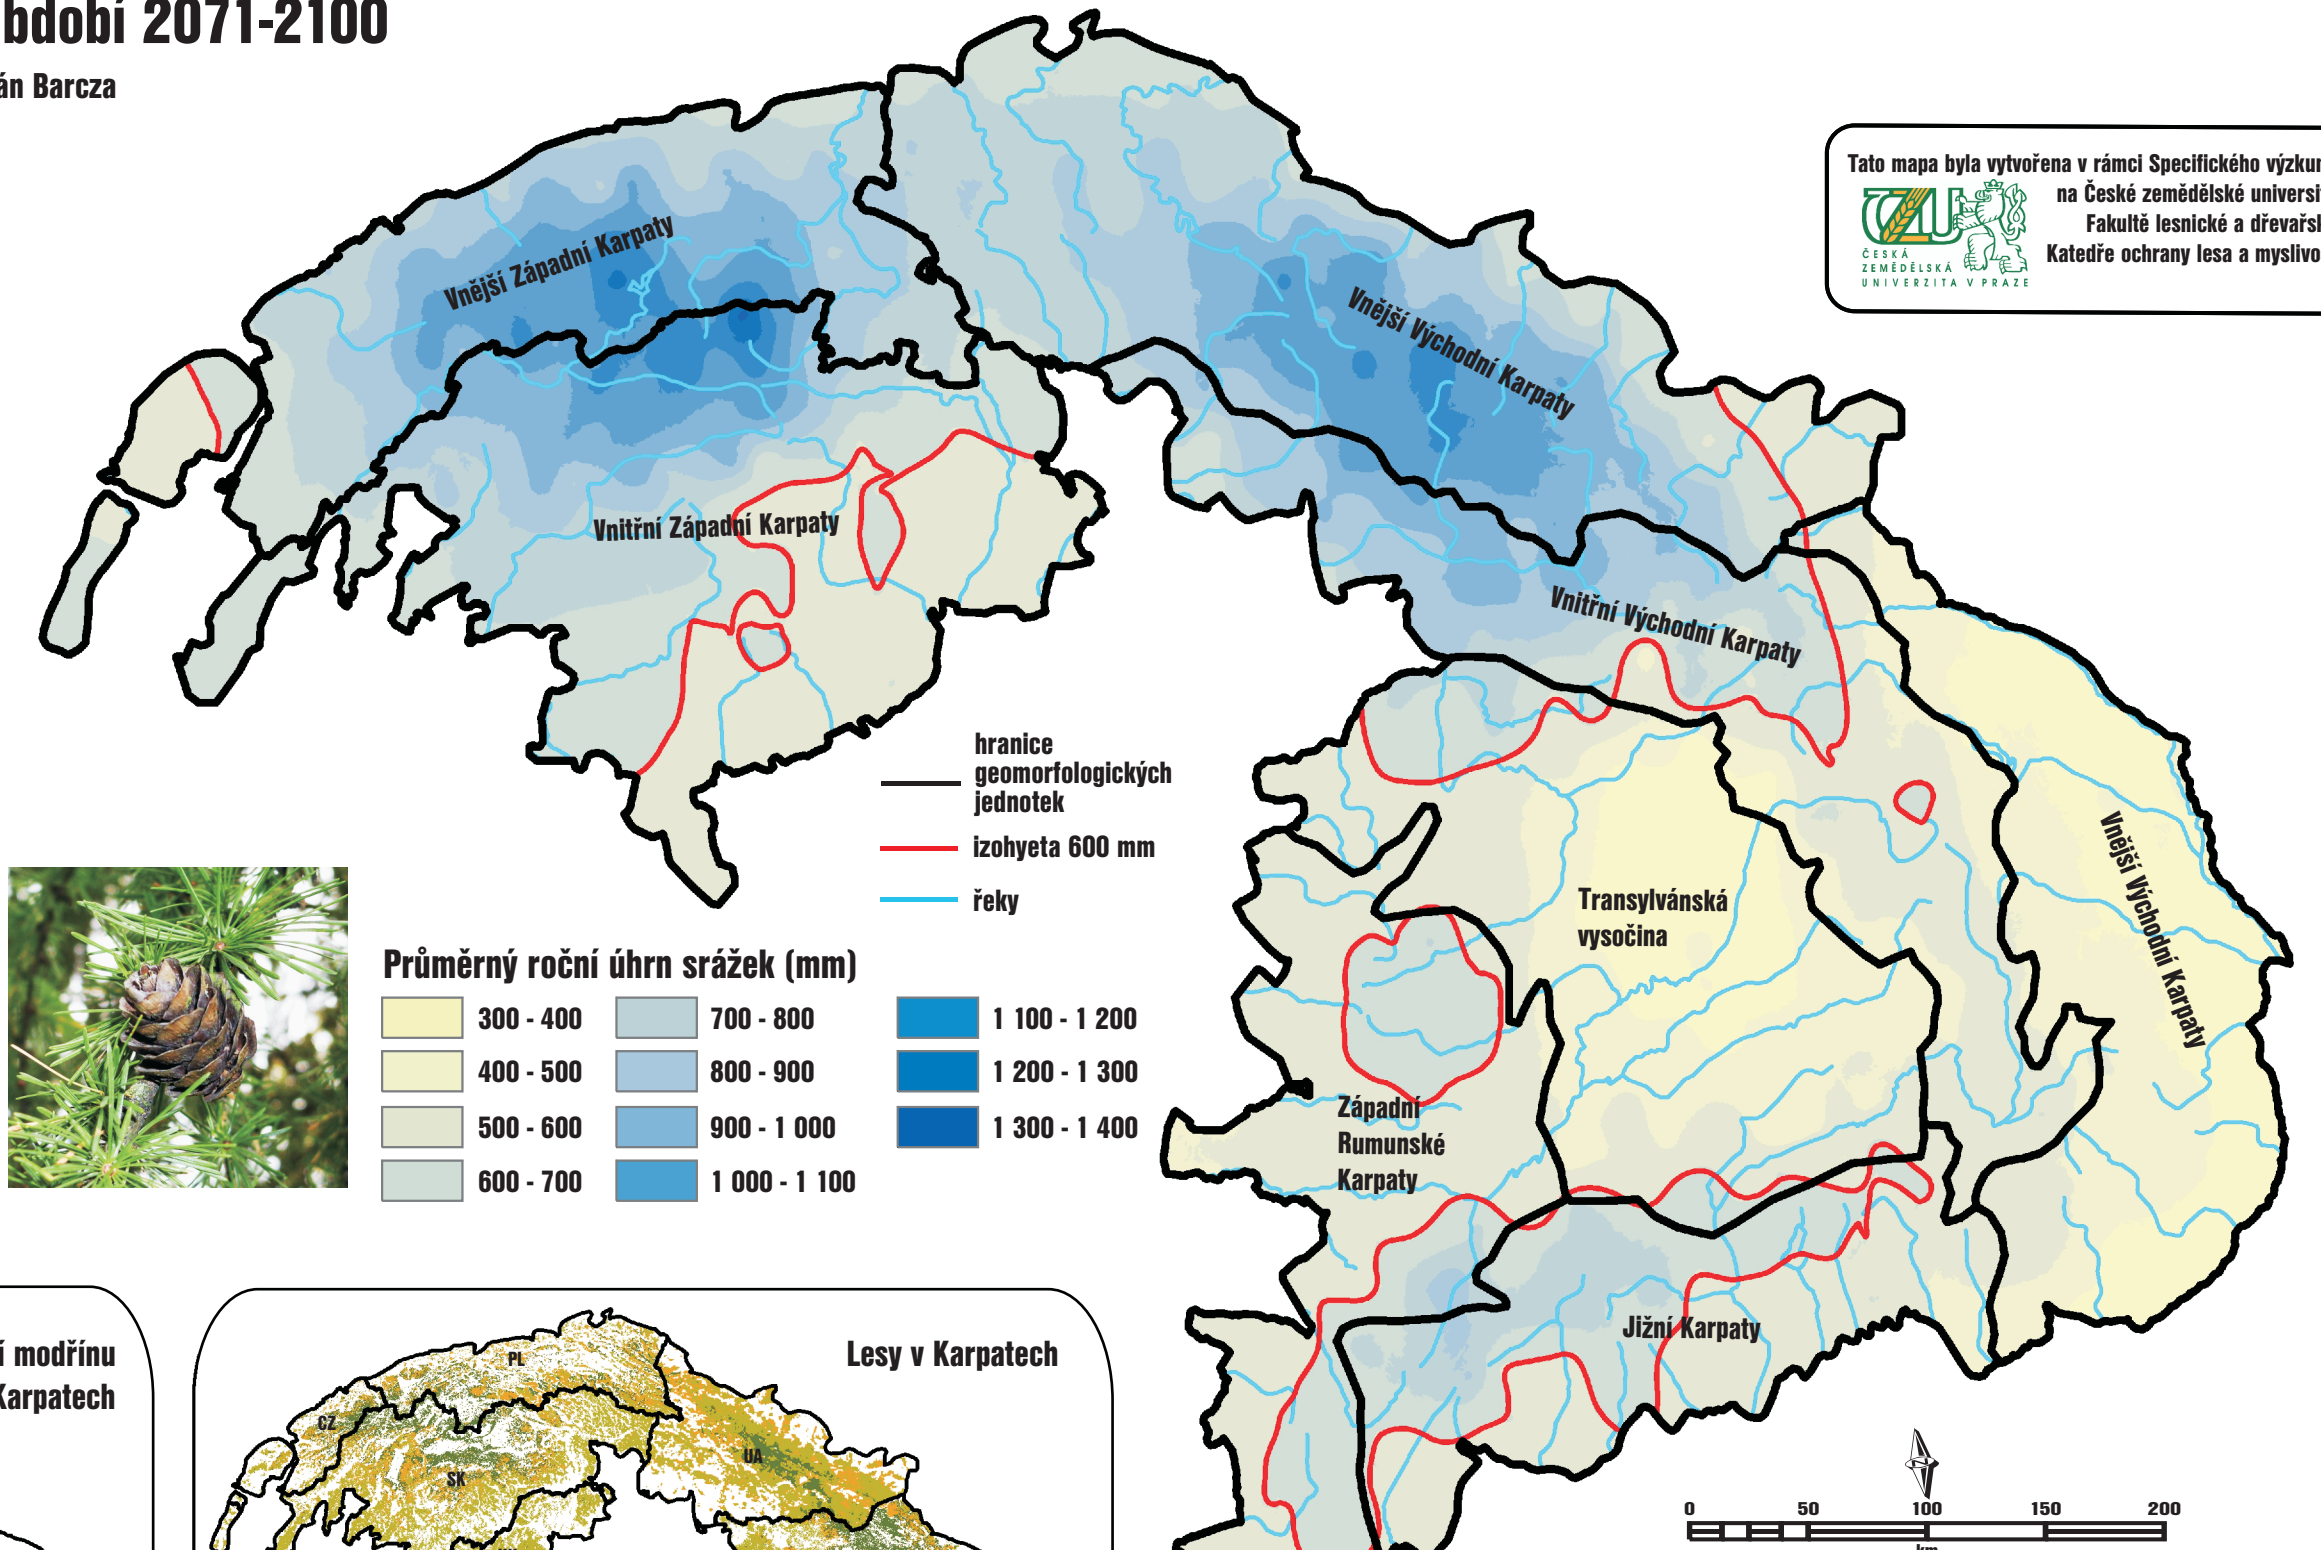 bdobí 2071-2100
án Barcza
Tato mapa byla vytvořena v rámci Specifického
na České zemědělské
Fakultě lesnické a
Katedře ochrany lesa a
ČZU
ČESKÁ
ZEMĚDĚLSKÁ
UNIVERZITA V PRAZE
Vnější Západní Karpaty
Vnější Východní Karpaty
Vnitřní Západní Karpaty
Vnitřní Východní Karpaty
hranice
geomorfologických
jednotek
izohyeta 600 mm
řeky
Vnější Východní Karpaty
Transylvánská
vysočina
Západní
Rumunské
Karpaty
Jižní Karpaty
Průměrný roční úhrn srážek (mm)
300 - 400
700 - 800
1 100 - 1 200
400 - 500
800 - 900
1 200 - 1 300
500 - 600
900 - 1 000
1 300 - 1 400
600 - 700
1 000 - 1 100
í modřínu
Karpatech
Lesy v Karpatech
PL
CZ
SK
UA
N
0 50 100 150 200
km